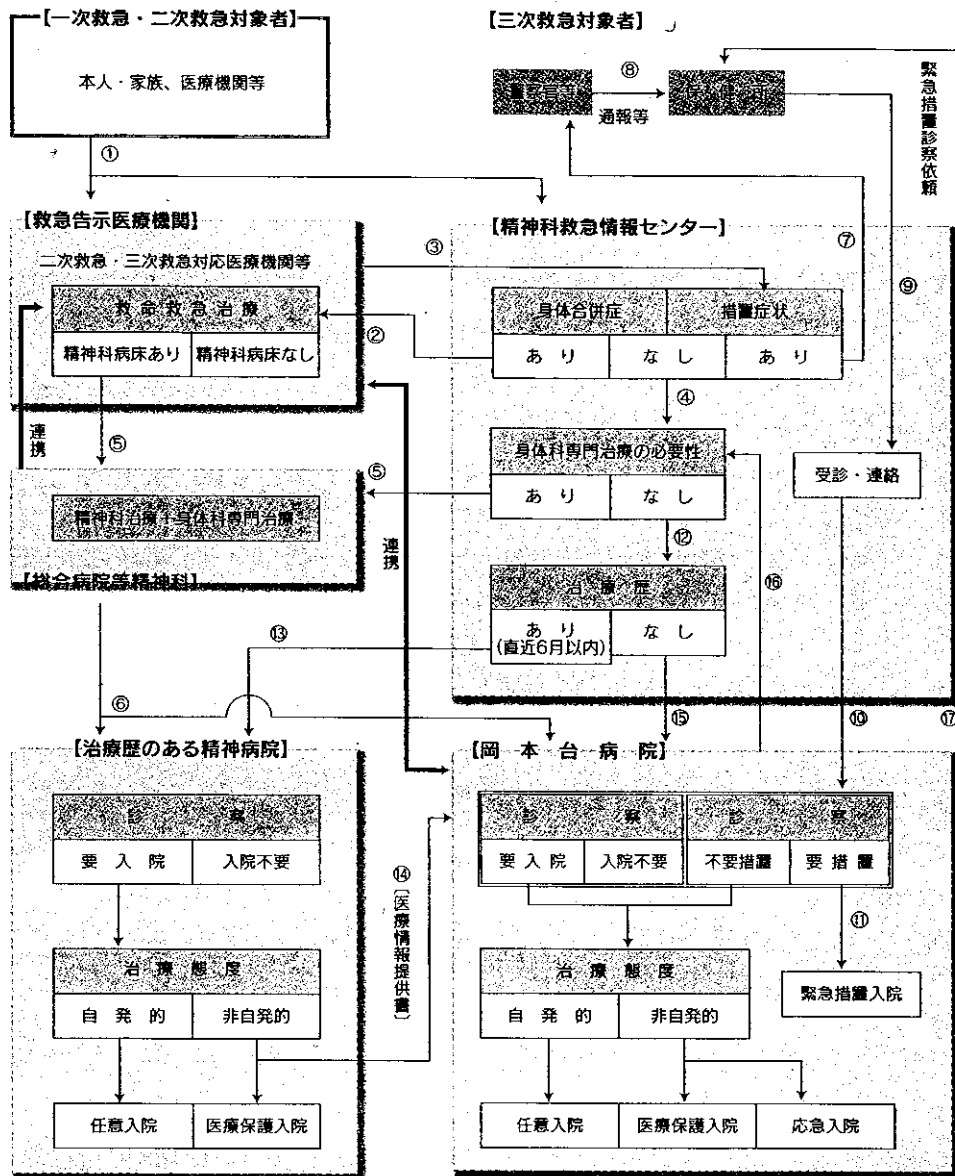 【一次救急・二次救急対象者】
本人・家族、医療機関等
【三次救急対象者】
警察官等
⑧
通報等
緊急措置診察依頼
①
【救急告示医療機関】
二次救急・三次救急対応医療機関等
救命救急治療
精神科病床あり
精神科病床なし
②
③
【精神科救急情報センター】
⑦
⑨
身体合併症
措置症状
あり
なし
あり
④
連携
⑤
⑤
身体科専門治療の必要性
あり
なし
受診・連絡
精神科治療+身体科専門治療
【総合病院等精神科】
連携
⑫
⑯
治療歴
あり
(直近6月以内)
なし
⑬
⑥
⑮
⑩
⑰
【治療歴のある精神病院】
診察
要入院
入院不要
治療態度
自発的
非自発的
任意入院
医療保護入院
⑭
〔医療情報提供書〕
【岡本台病院】
診察
要入院
入院不要
診察
不要措置
要措置
⑪
治療態度
自発的
非自発的
緊急措置入院
任意入院
医療保護入院
応急入院